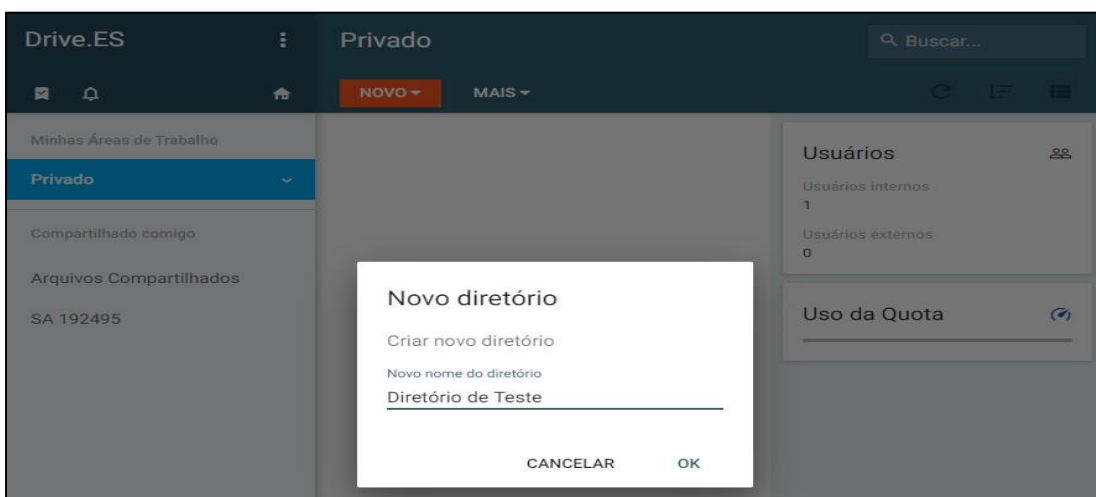 Drive.ES
Privado
Buscar...
NOVO
MAIS
Minhas Áreas de Trabalho
Privado
Compartilhado comigo
Arquivos Compartilhados
SA 192495
Usuários
Usuários internos
1
Usuários externos
0
Uso da Quota
Novo diretório
Criar novo diretório
Novo nome do diretório
Diretório de Teste
CANCELAR OK